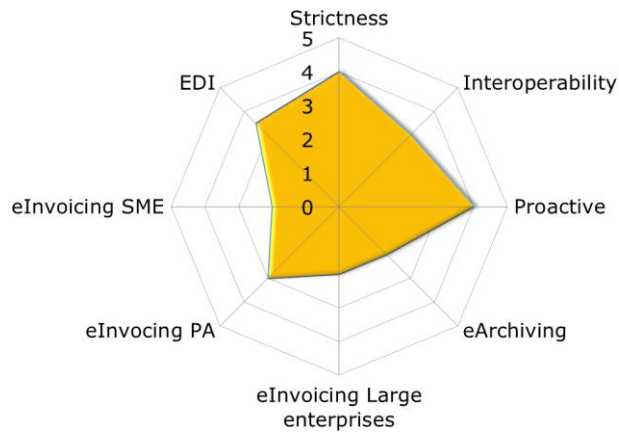 Strictness
5
EDI
4
Interoperability
3
2
1
eInvoicing SME
0
Proactive
eInvocing PA
eArchiving
eInvoicing Large
enterprises